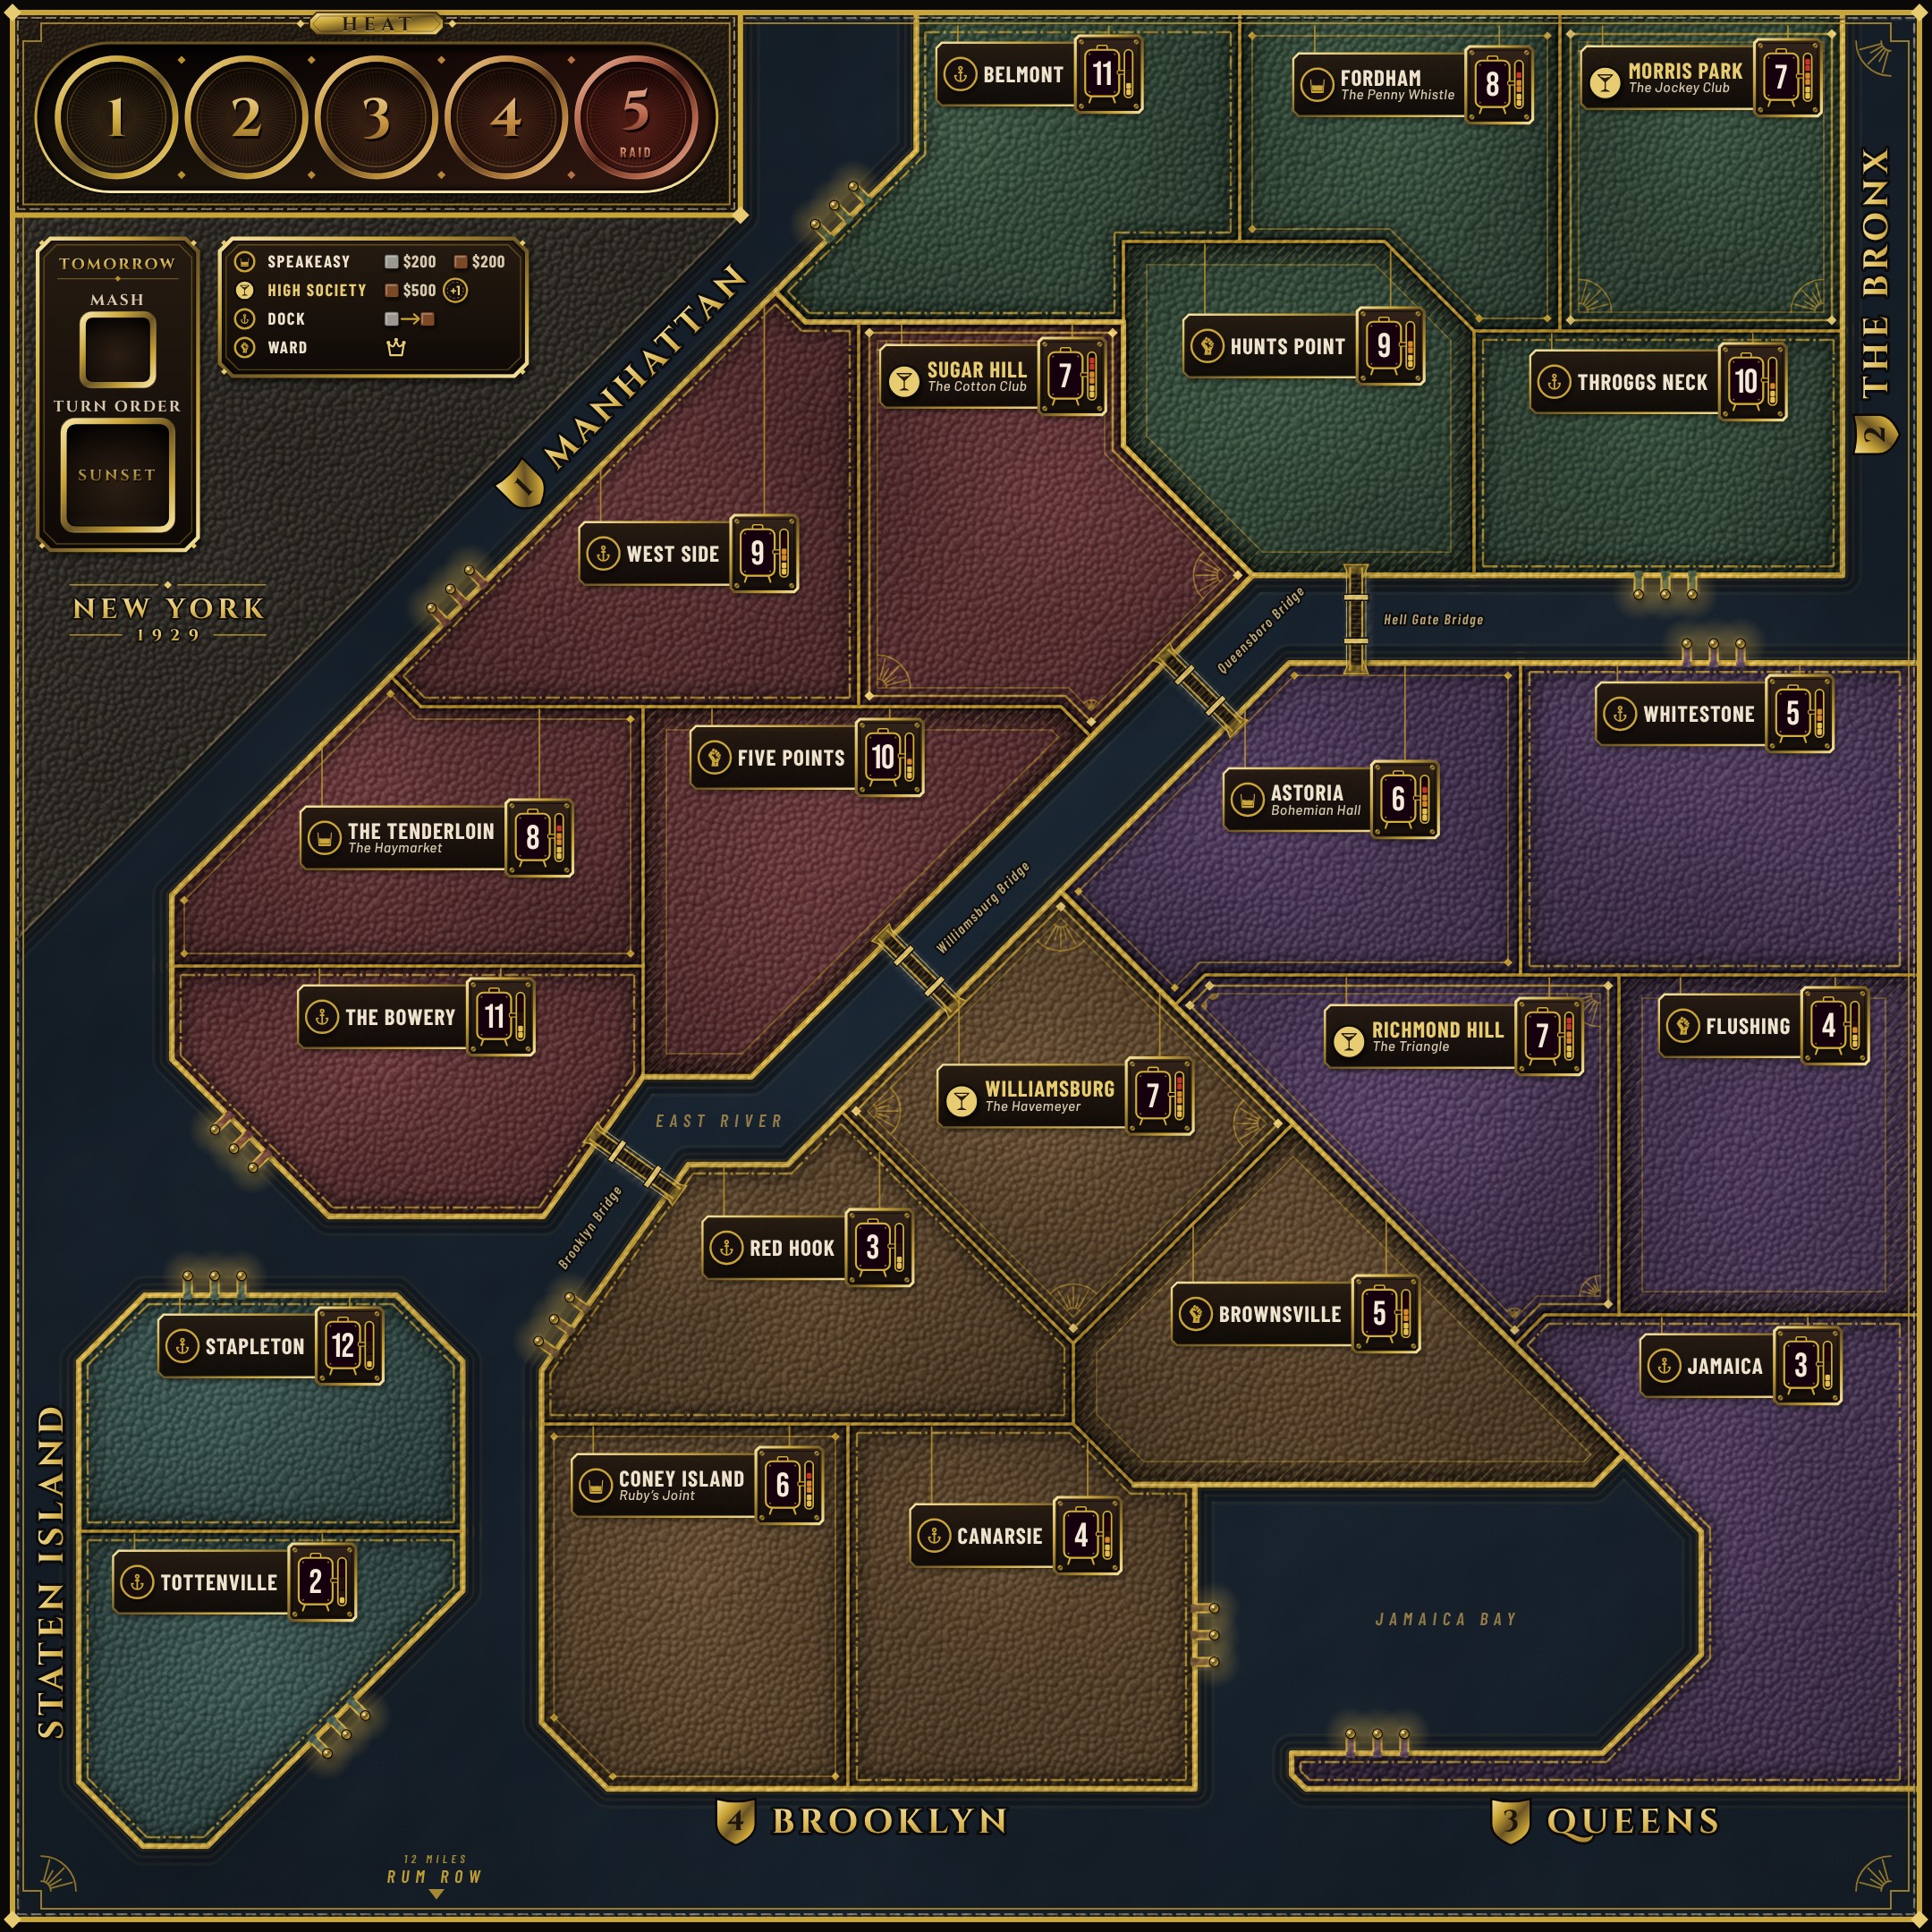 HEAT
1 2 3 4 5
RAID
TOMORROW
MASH
TURN ORDER
SUNSET
SPEAKEASY $200 $200
HIGH SOCIETY $500 +1
DOCK
WARD
NEW YORK
1929
1 MANHATTAN
2 THE BRONX
BELMONT 11
FORDHAM 8
The Penny Whistle
MORRIS PARK 7
The Jockey Club
SUGAR HILL 7
The Cotton Club
HUNTS POINT 9
THROGGS NECK 10
WEST SIDE 9
Queensboro Bridge
Hell Gate Bridge
FIVE POINTS 10
WHITESTONE 5
ASTORIA 6
Bohemian Hall
THE TENDERLOIN 8
The Haymarket
Williamsburg Bridge
THE BOWERY 11
RICHMOND HILL 7
The Triangle
FLUSHING 4
WILLIAMSBURG 7
The Havemeyer
EAST RIVER
Brooklyn Bridge
RED HOOK 3
BROWNSVILLE 5
STAPLETON 12
JAMAICA 3
CONEY ISLAND 6
Ruby's Joint
CANARSIE 4
TOTTENVILLE 2
STATEN ISLAND
JAMAICA BAY
4 BROOKLYN
3 QUEENS
12 MILES
RUM ROW